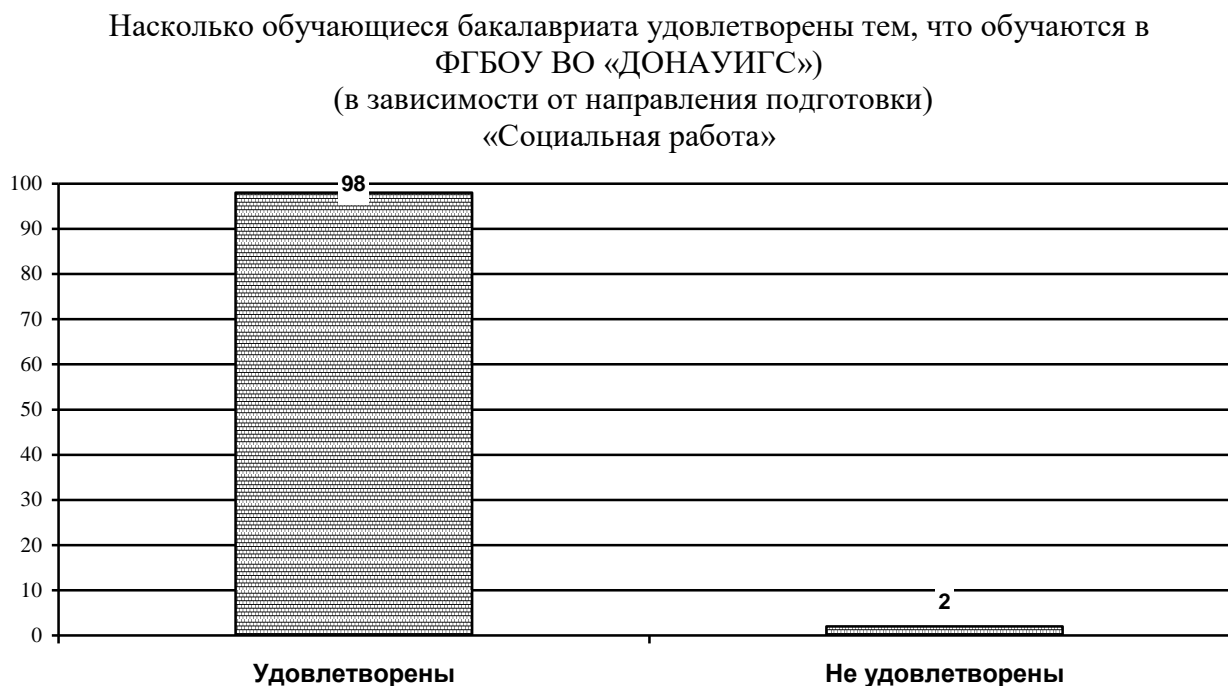 Насколько обучающиеся бакалавриата удовлетворены тем, что обучаются в
ФГБОУ ВО «ДОНАУИГС»)
(в зависимости от направления подготовки)
«Социальная работа»
100
90
80
70
60
50
40
30
20
10
0
98
2
Удовлетворены
Не удовлетворены